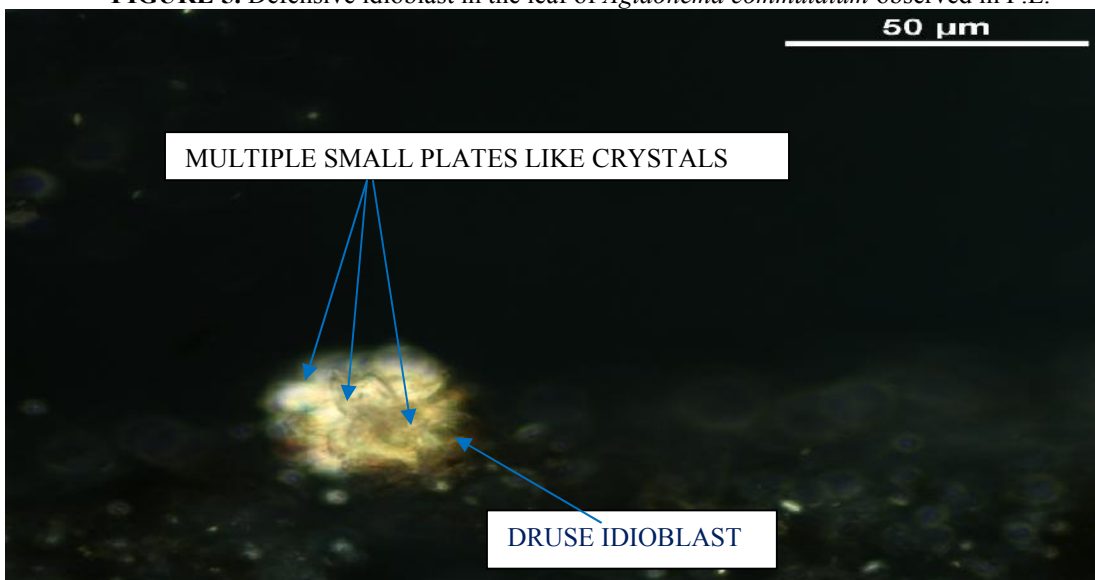 FIGURE 5. Defensive idioblast in the leaf of Aglaonema commutatum observed in P.L.
50 µm
MULTIPLE SMALL PLATES LIKE CRYSTALS
DRUSE IDIOBLAST